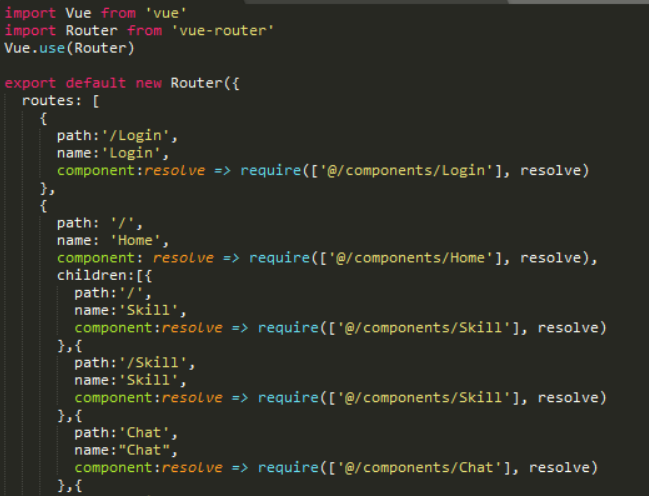 import Vue from 'vue'
import Router from 'vue-router'
Vue.use(Router)
export default new Router({
routes: [
{
path:'/Login',
name:'Login',
component:resolve => require(['@/components/Login'], resolve)
},
{
path: '/',
name: 'Home',
component: resolve => require(['@/components/Home'], resolve),
children:[{
path:'/',
name:'Skill',
component:resolve => require(['@/components/Skill'], resolve)
},{
path:'/Skill',
name:'Skill',
component:resolve => require(['@/components/Skill'], resolve)
},{
path:'Chat',
name:"Chat",
component:resolve => require(['@/components/Chat'], resolve)
},{